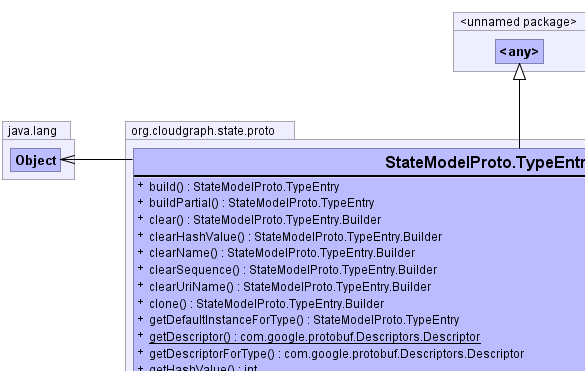 <unnamed package>
<any>
java.lang
org.cloudgraph.state.proto
Object
StateModelProto.TypeEntry
+ build() : StateModelProto.TypeEntry
+ buildPartial() : StateModelProto.TypeEntry
+ clear() : StateModelProto.TypeEntry.Builder
+ clearHashValue() : StateModelProto.TypeEntry.Builder
+ clearName() : StateModelProto.TypeEntry.Builder
+ clearSequence() : StateModelProto.TypeEntry.Builder
+ clearUriName() : StateModelProto.TypeEntry.Builder
+ clone() : StateModelProto.TypeEntry.Builder
+ getDefaultInstanceForType() : StateModelProto.TypeEntry
+ getDescriptor() : com.google.protobuf.Descriptors.Descriptor
+ getDescriptorForType() : com.google.protobuf.Descriptors.Descriptor
+ getHashValue() : int